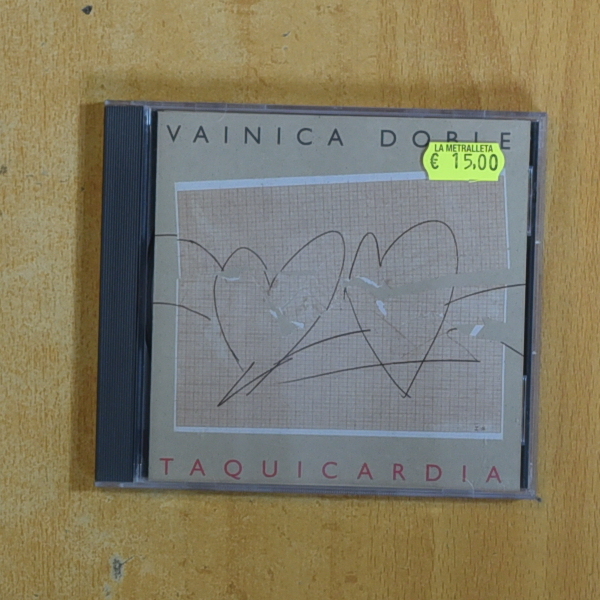 VAINICA DOBLE
LA METRALLETA
€ 15,00
TAQUICARDIA